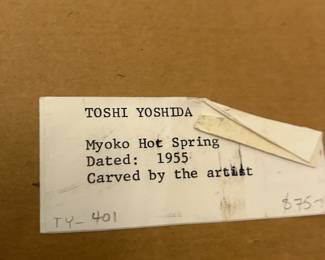 TOSHI YOSHIDA
Myoko Hot Spring
Dated: 1955
Carved by the artist
TY-401
$75-